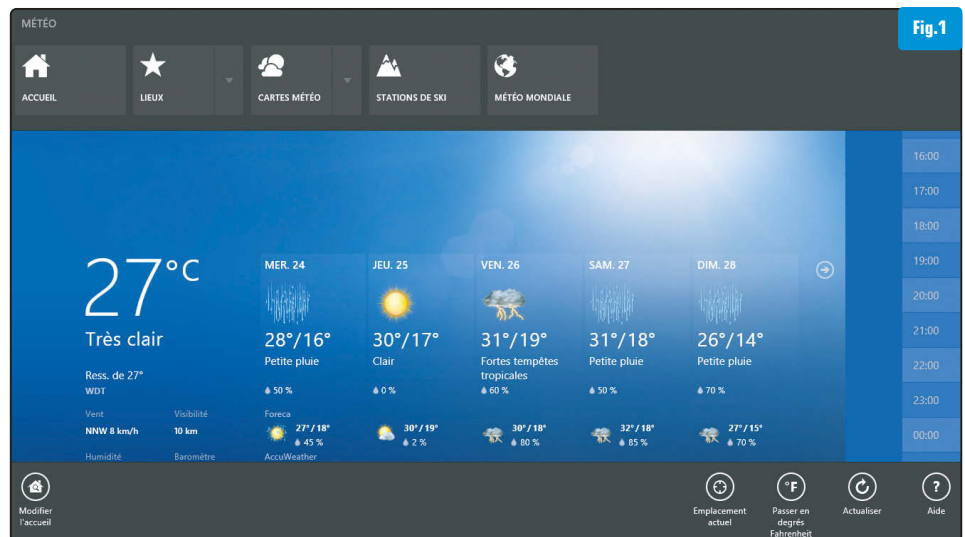 MÉTÉO
Fig.1
ACCUEIL
LIEUX
CARTES MÉTÉO
STATIONS DE SKI
MÉTÉO MONDIALE
27°C
Très clair
Ress. de 27°
WDT
Vent
Visibilité
NNW 8 km/h
10 km
Humidité
Baromètre
MER. 24
28°/16°
Petite pluie
50 %
JEU. 25
30°/17°
Clair
0 %
VEN. 26
31°/19°
Fortes tempêtes
tropicales
60 %
SAM. 27
31°/18°
Petite pluie
50 %
DIM. 28
26°/14°
Petite pluie
70 %
Foreca
27°/18°
45 %
30°/19°
2 %
30°/18°
80 %
32°/18°
85 %
27°/15°
70 %
AccuWeather
16:00
17:00
18:00
19:00
20:00
21:00
22:00
23:00
00:00
Modifier
l'accueil
Emplacement
actuel
°F
Passer en
degrés
Fahrenheit
Actualiser
?
Aide